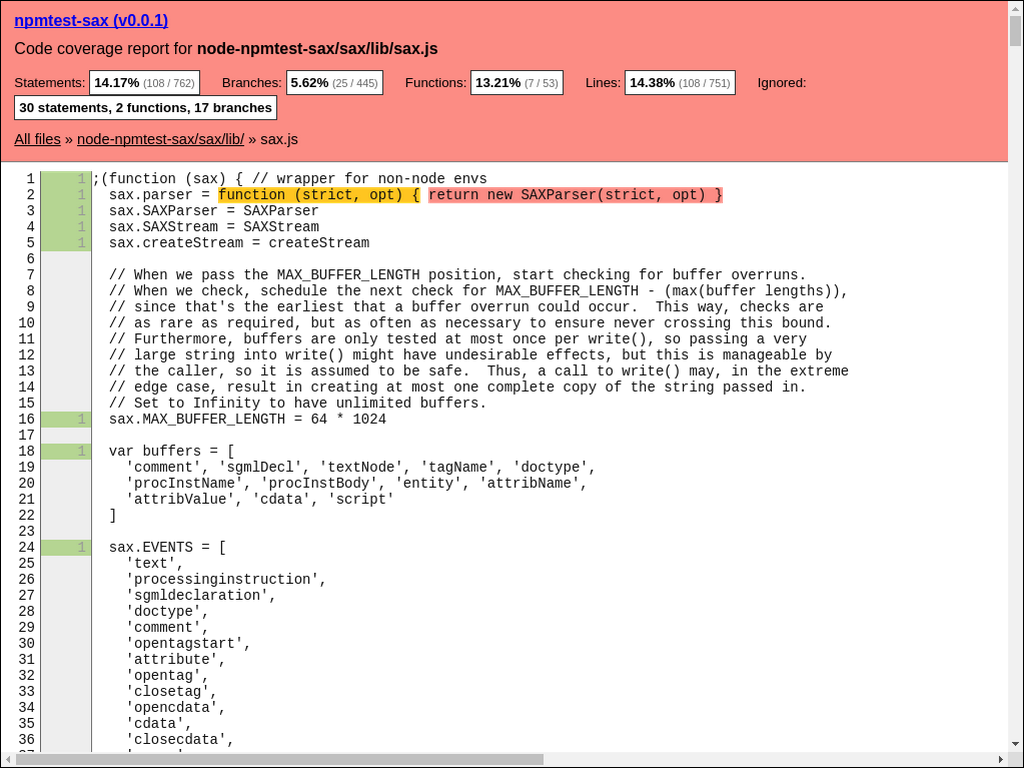 npmtest-sax (v0.0.1)
Code coverage report for node-npmtest-sax/sax/lib/sax.js
Statements: 14.17% (108 / 762) Branches: 5.62% (25 / 445) Functions: 13.21% (7 / 53) Lines: 14.38% (108 / 751) Ignored:
30 statements, 2 functions, 17 branches
All files » node-npmtest-sax/sax/lib/ » sax.js
1 1 ;(function (sax) { // wrapper for non-node envs
2 1 sax.parser = function (strict, opt) { return new SAXParser(strict, opt) }
3 1 sax.SAXParser = SAXParser
4 1 sax.SAXStream = SAXStream
5 1 sax.createStream = createStream
6
7 // When we pass the MAX_BUFFER_LENGTH position, start checking for buffer overruns.
8 // When we check, schedule the next check for MAX_BUFFER_LENGTH - (max(buffer lengths)),
9 // since that's the earliest that a buffer overrun could occur.  This way, checks are
10 // as rare as required, but as often as necessary to ensure never crossing this bound.
11 // Furthermore, buffers are only tested at most once per write(), so passing a very
12 // large string into write() might have undesirable effects, but this is manageable by
13 // the caller, so it is assumed to be safe.  Thus, a call to write() may, in the extreme
14 // edge case, result in creating at most one complete copy of the string passed in.
15 // Set to Infinity to have unlimited buffers.
16 1 sax.MAX_BUFFER_LENGTH = 64 * 1024
17
18 1 var buffers = [
19 'comment', 'sgmlDecl', 'textNode', 'tagName', 'doctype',
20 'procInstName', 'procInstBody', 'entity', 'attribName',
21 'attribValue', 'cdata', 'script'
22 ]
23
24 1 sax.EVENTS = [
25 'text',
26 'processinginstruction',
27 'sgmldeclaration',
28 'doctype',
29 'comment',
30 'opentagstart',
31 'attribute',
32 'opentag',
33 'closetag',
34 'opencdata',
35 'cdata',
36 'closecdata',